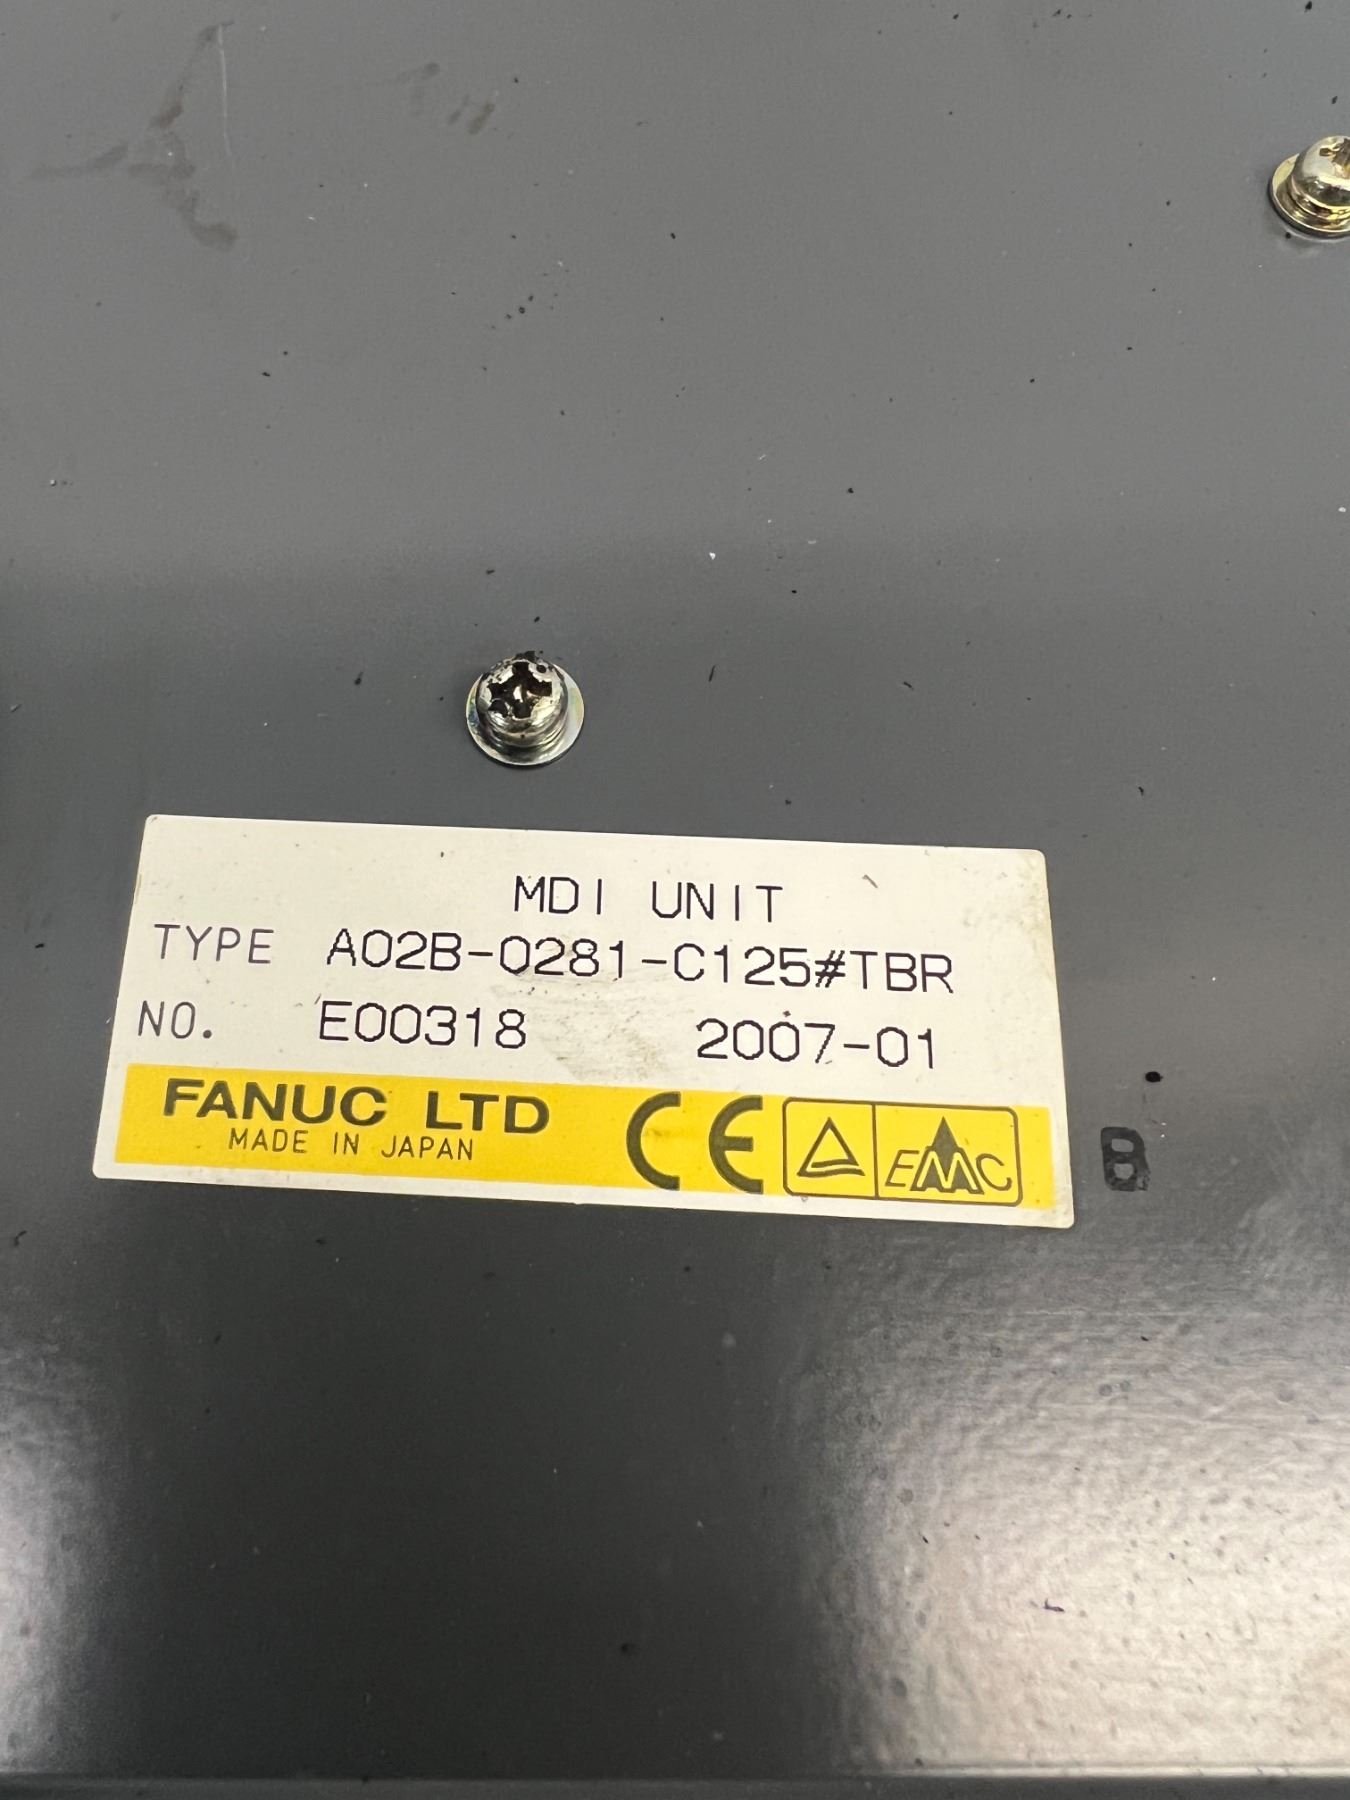 MDI UNIT
TYPE A02B-0281-C125#TBR
NO. E00318 2007-01
FANUC LTD
MADE IN JAPAN
CE
EMC
B